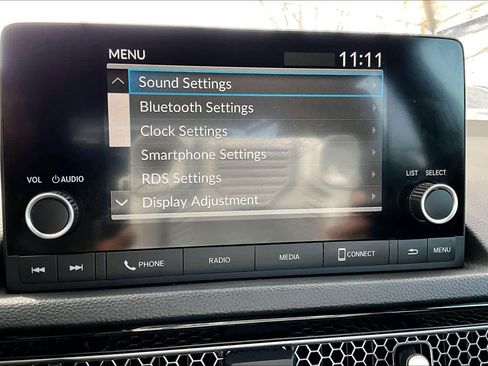 MENU 11:11
Sound Settings
Bluetooth Settings
Clock Settings
Smartphone Settings
RDS Settings
Display Adjustment
VOL AUDIO
LIST SELECT
PHONE RADIO MEDIA CONNECT MENU